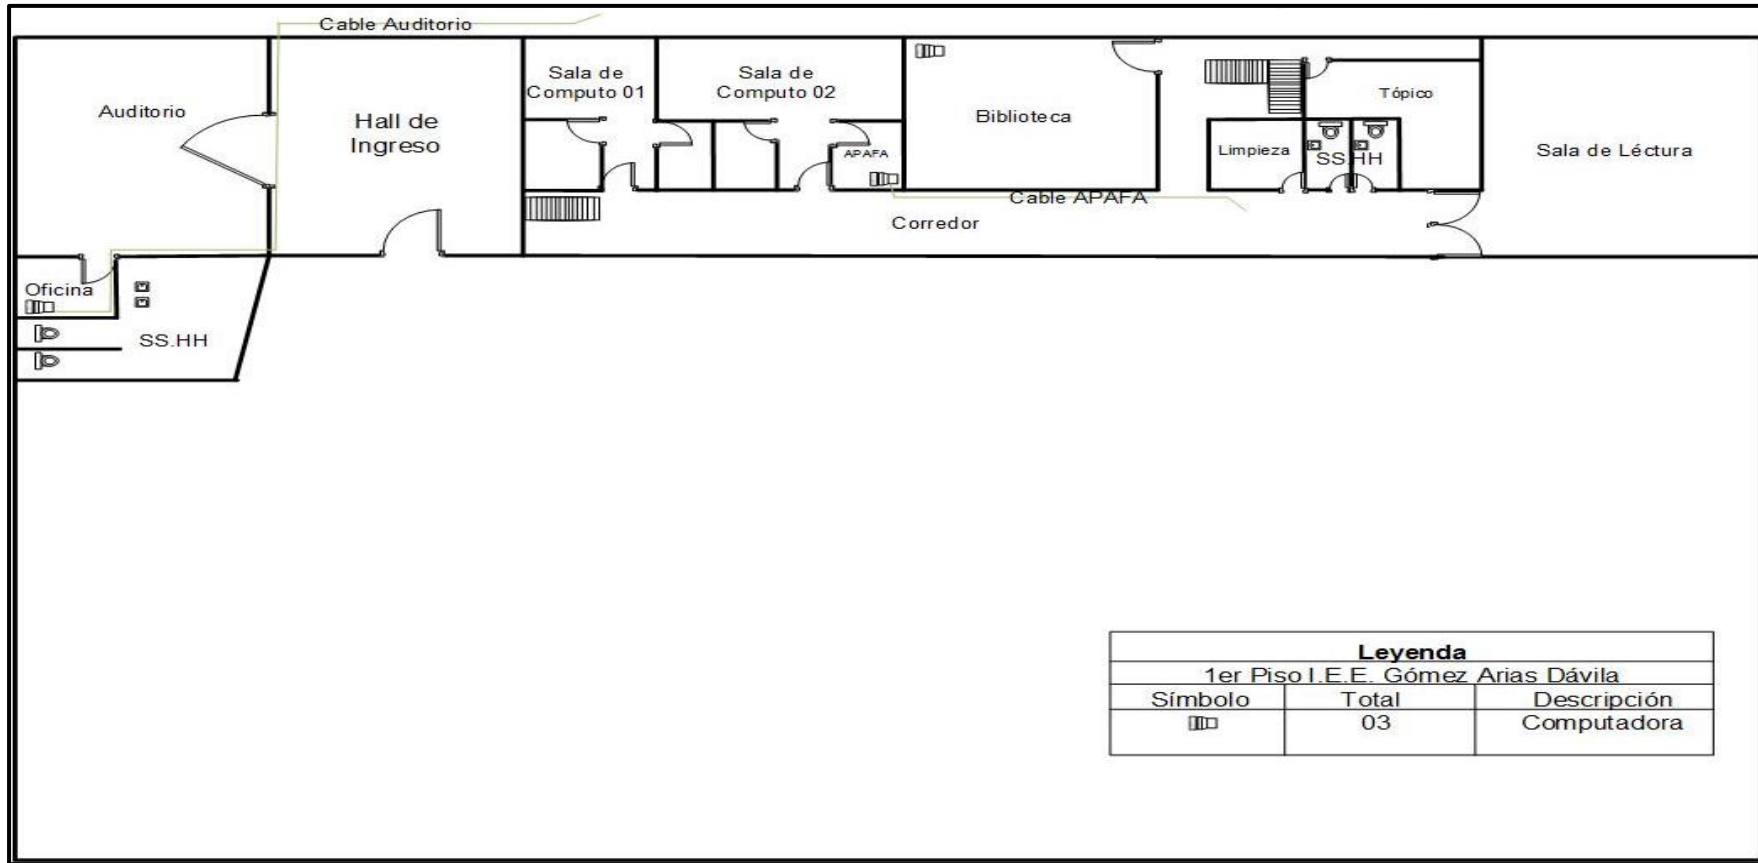 Cable Auditorio
Auditorio
Hall de
Ingreso
Sala de
Computo 01
Sala de
Computo 02
APAFA
Biblioteca
Limpieza
SS.HH
Tópico
Sala de Léctura
Cable APAFA
Corredor
Oficina
SS.HH
Leyenda
1er Piso I.E.E. Gómez Arias Dávila
Símbolo Total Descripción
03 Computadora